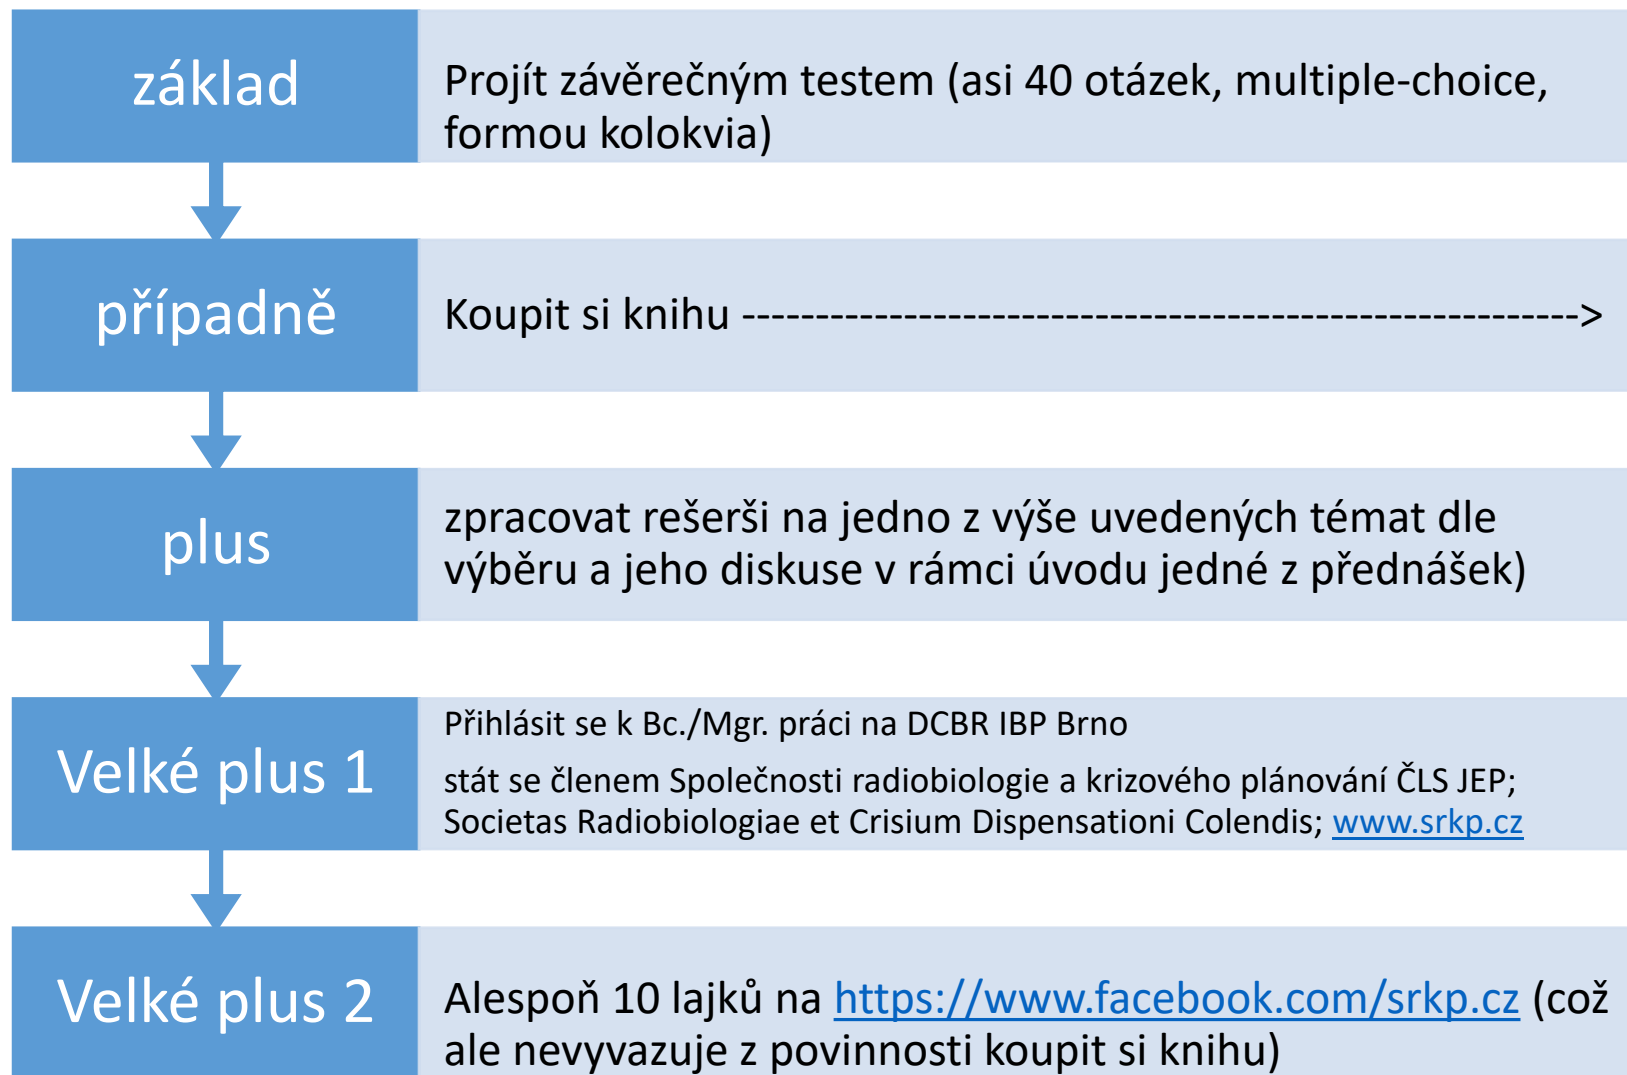 základ
Projít závěrečným testem (asi 40 otázek, multiple-choice,
formou kolokvia)
případně
Koupit si knihu --------------------------------------------------------->
plus
zpracovat rešerši na jedno z výše uvedených témat dle
výběru a jeho diskuse v rámci úvodu jedné z přednášek)
Velké plus 1
Přihlásit se k Bc./Mgr. práci na DCBR IBP Brno
stát se členem Společnosti radiobiologie a krizového plánování ČLS JEP;
Societas Radiobiologiae et Crisium Dispensationi Colendis; www.srkp.cz
Velké plus 2
Alespoň 10 lajků na https://www.facebook.com/srkp.cz (což
ale nevyvazuje z povinnosti koupit si knihu)